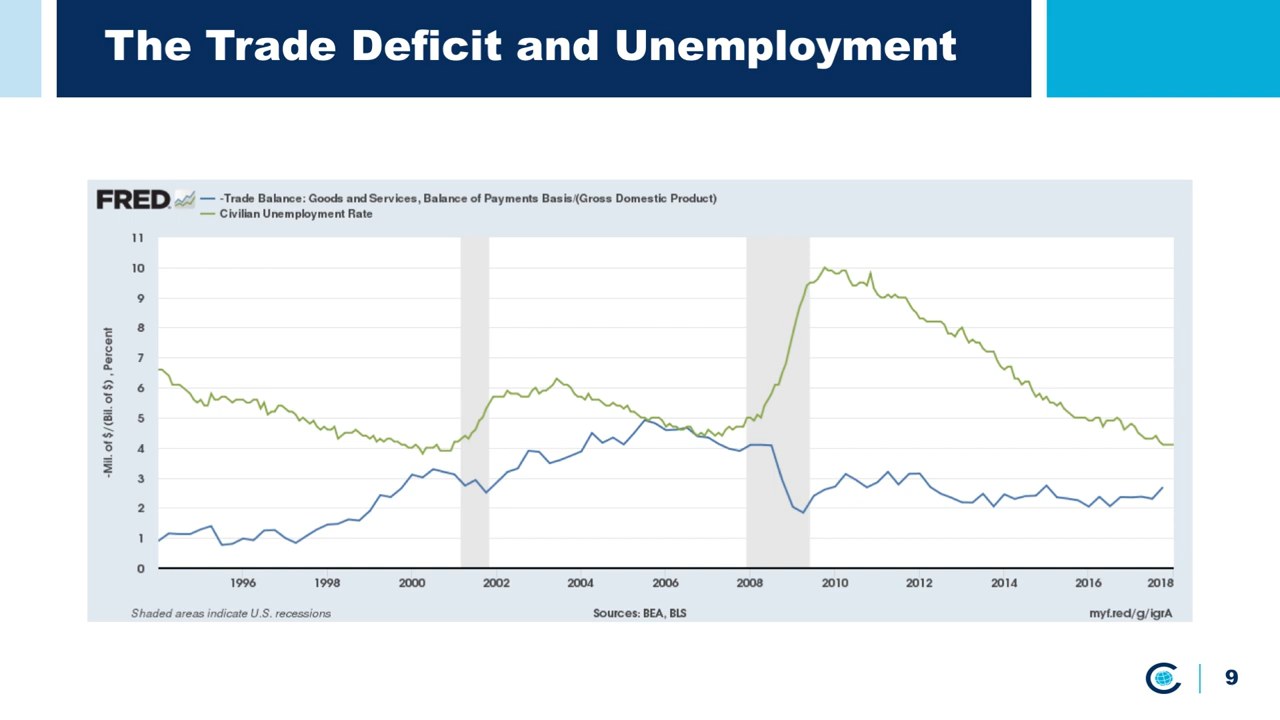 The Trade Deficit and Unemployment
FRED
-Trade Balance: Goods and Services, Balance of Payments Basis/(Gross Domestic Product)
Civilian Unemployment Rate
-Mil. of $/(Bil. of $) , Percent
11
10
9
8
7
6
5
4
3
2
1
0
1996 1998 2000 2002 2004 2006 2008 2010 2012 2014 2016 2018
Shaded areas indicate U.S. recessions
Sources: BEA, BLS
myf.red/g/igrA
9